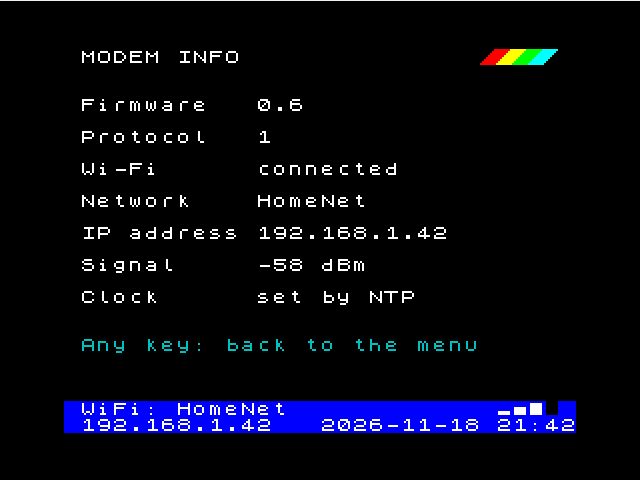 MODEM INFO
Firmware 0.6
Protocol 1
Wi-Fi connected
Network HomeNet
IP address 192.168.1.42
Signal -58 dBm
Clock set by NTP
Any key: back to the menu
WiFi: HomeNet
192.168.1.42 2026-11-18 21:42